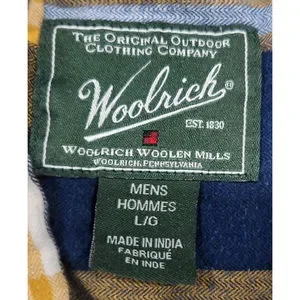 THE ORIGINAL OUTDOOR
CLOTHING COMPANY
Woolrich®
EST. 1830
WOOLRICH WOOLEN MILLS
WOOLRICH, PENNSYLVANIA
MENS
HOMMES
L/G
MADE IN INDIA
FABRIQUÉ
EN INDE